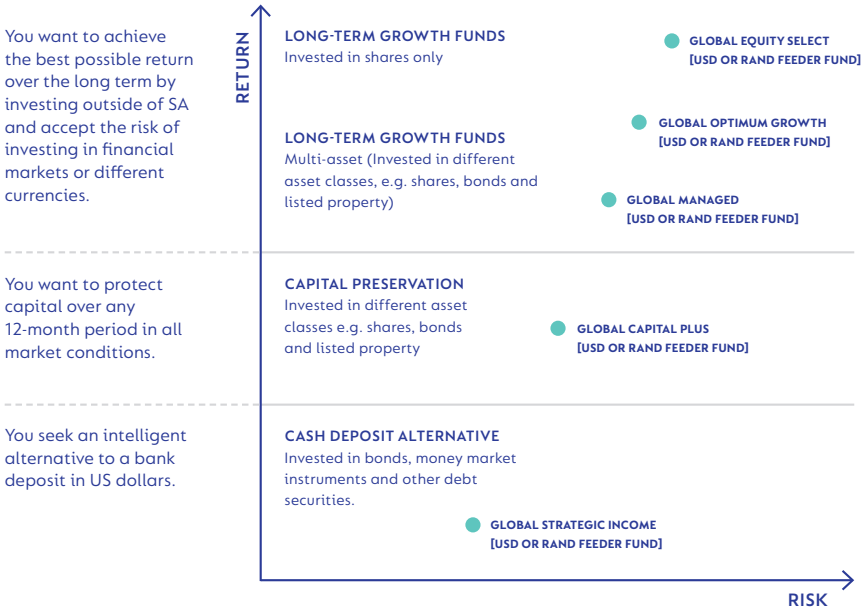 You want to achieve
the best possible return
over the long term by
investing outside of SA
and accept the risk of
investing in financial
markets or different
currencies.
RETURN
LONG-TERM GROWTH FUNDS
Invested in shares only
GLOBAL EQUITY SELECT
[USD OR RAND FEEDER FUND]
LONG-TERM GROWTH FUNDS
Multi-asset (Invested in different
asset classes, e.g. shares, bonds and
listed property)
GLOBAL OPTIMUM GROWTH
[USD OR RAND FEEDER FUND]
GLOBAL MANAGED
[USD OR RAND FEEDER FUND]
You want to protect
capital over any
12-month period in all
market conditions.
CAPITAL PRESERVATION
Invested in different asset
classes e.g. shares, bonds
and listed property
GLOBAL CAPITAL PLUS
[USD OR RAND FEEDER FUND]
You seek an intelligent
alternative to a bank
deposit in US dollars.
CASH DEPOSIT ALTERNATIVE
Invested in bonds, money market
instruments and other debt
securities.
GLOBAL STRATEGIC INCOME
[USD OR RAND FEEDER FUND]
RISK